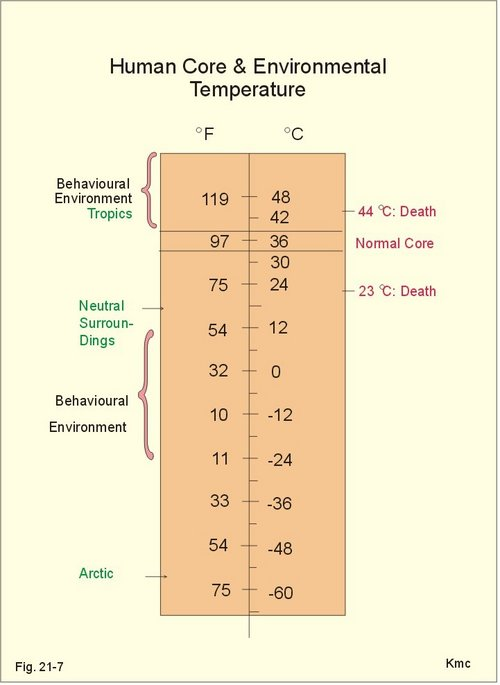 Human Core & Environmental
Temperature
°F °C
Behavioural
Environment
Tropics
119 48
42
44 °C: Death
97 36
Normal Core
30
75 24
23 °C: Death
Neutral
Surroun-
Dings
54 12
32 0
Behavioural
Environment
10 -12
11 -24
33 -36
54 -48
Arctic
75 -60
Fig. 21-7
Kmc